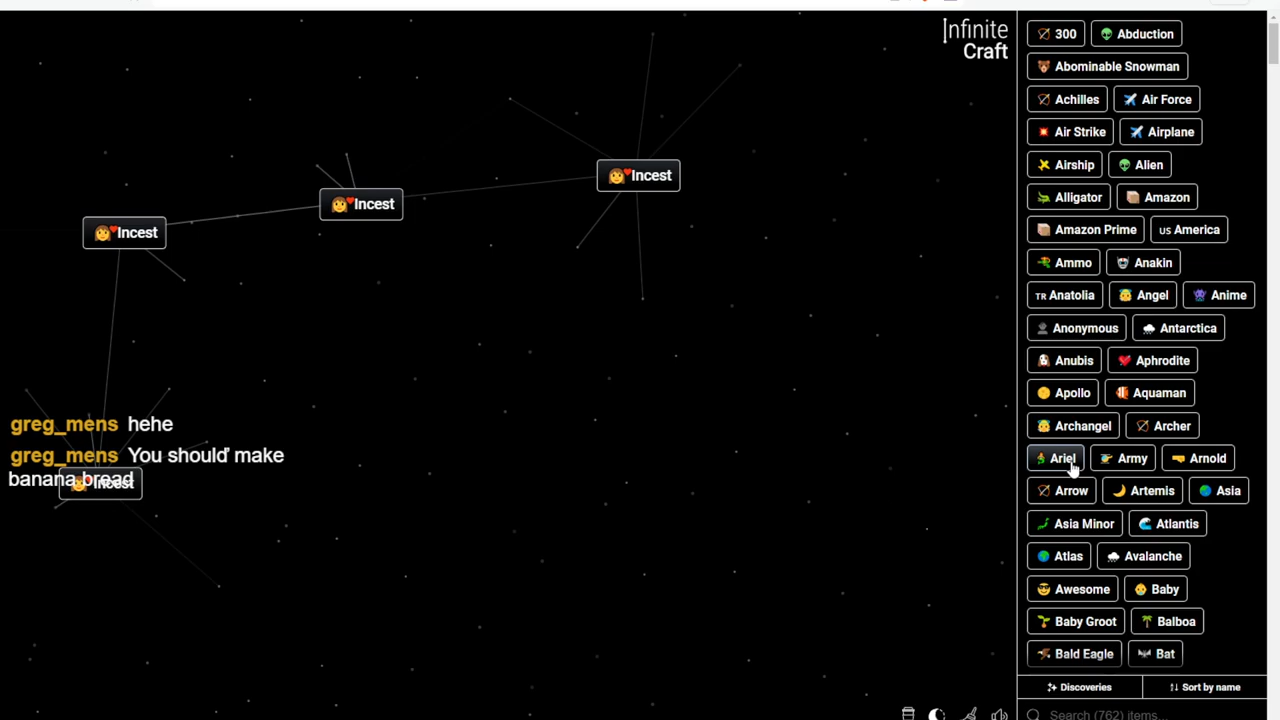 Infinite
Craft
Incest
Incest
Incest
Incest
greg_mens hehe
greg_mens You should make
banana bread
300 Abduction
Abominable Snowman
Achilles Air Force
Air Strike Airplane
Airship Alien
Alligator Amazon
Amazon Prime US America
Ammo Anakin
TR Anatolia Angel Anime
Anonymous Antarctica
Anubis Aphrodite
Apollo Aquaman
Archangel Archer
Ariel Army Arnold
Arrow Artemis Asia
Asia Minor Atlantis
Atlas Avalanche
Awesome Baby
Baby Groot Balboa
Bald Eagle Bat
Discoveries Sort by name
Search (762) items...